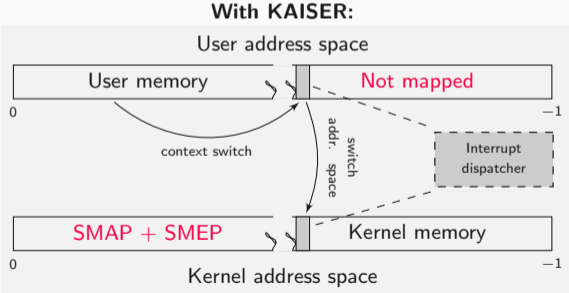 With KAISER:
User address space
User memory
Not mapped
0
−1
context switch
switch
addr. space
Interrupt
dispatcher
SMAP + SMEP
Kernel memory
0
−1
Kernel address space